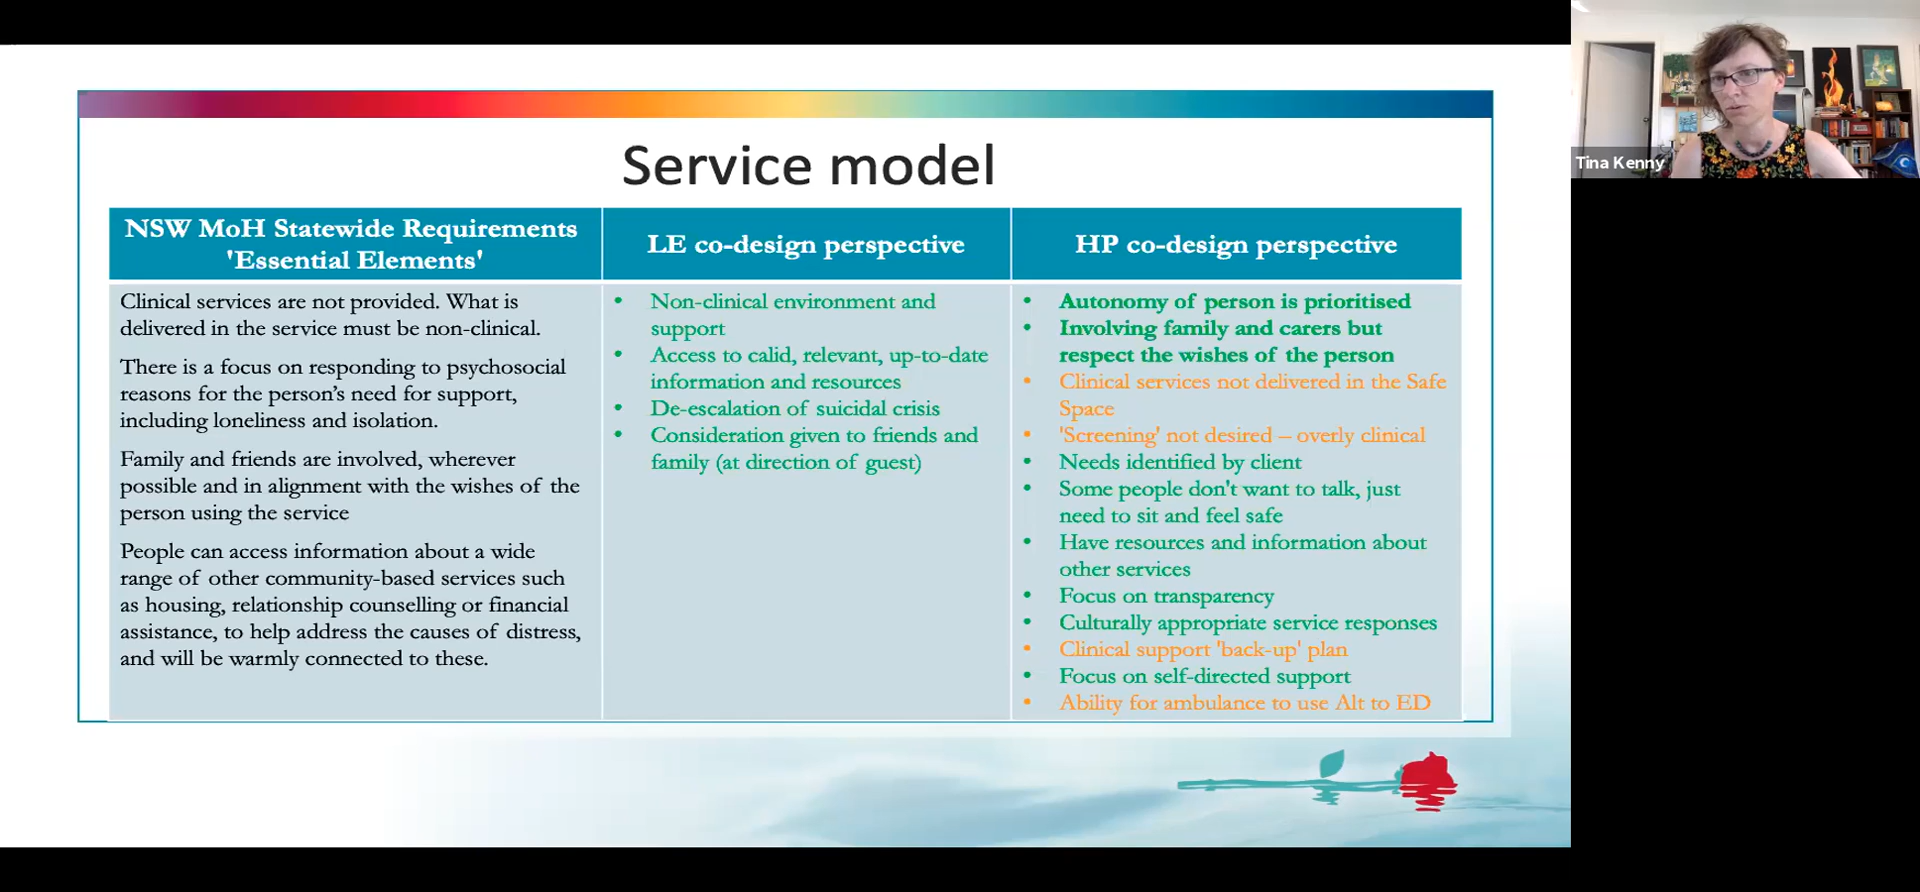 Service model
NSW MoH Statewide Requirements
'Essential Elements'
LE co-design perspective
HP co-design perspective
Clinical services are not provided. What is
delivered in the service must be non-clinical.
There is a focus on responding to psychosocial
reasons for the person's need for support,
including loneliness and isolation.
Family and friends are involved, wherever
possible and in alignment with the wishes of the
person using the service
People can access information about a wide
range of other community-based services such
as housing, relationship counselling or financial
assistance, to help address the causes of distress,
and will be warmly connected to these.
• Non-clinical environment and
support
• Access to calid, relevant, up-to-date
information and resources
• De-escalation of suicidal crisis
• Consideration given to friends and
family (at direction of guest)
• Autonomy of person is prioritised
• Involving family and carers but
respect the wishes of the person
• Clinical services not delivered in the Safe
Space
• 'Screening' not desired – overly clinical
• Needs identified by client
• Some people don't want to talk, just
need to sit and feel safe
• Have resources and information about
other services
• Focus on transparency
• Culturally appropriate service responses
• Clinical support 'back-up' plan
• Focus on self-directed support
• Ability for ambulance to use Alt to ED
Tina Kenny